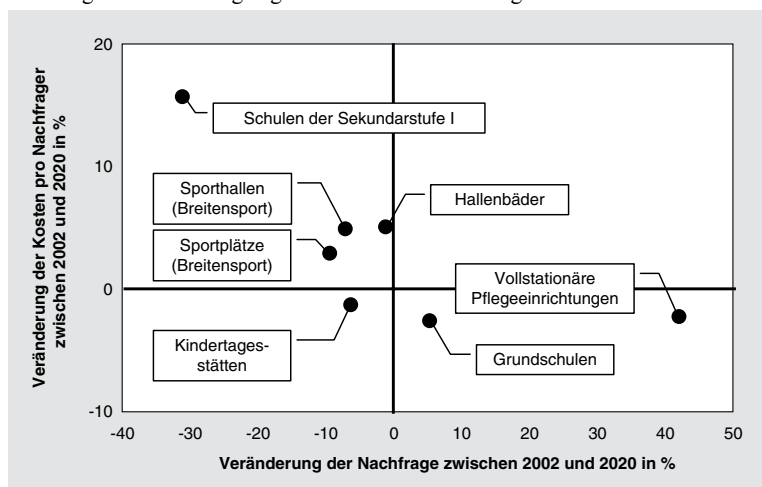 20
Schulen der Sekundarstufe I
10
Sporthallen
(Breitensport)
Hallenbäder
Sportplätze
(Breitensport)
Vollstationäre
Pflegeeinrichtungen
0
Kindertages-
stätten
Grundschulen
-10
-40 -30 -20 -10 0 10 20 30 40 50
Veränderung der Kosten pro Nachfrager
zwischen 2002 und 2020 in %
Veränderung der Nachfrage zwischen 2002 und 2020 in %